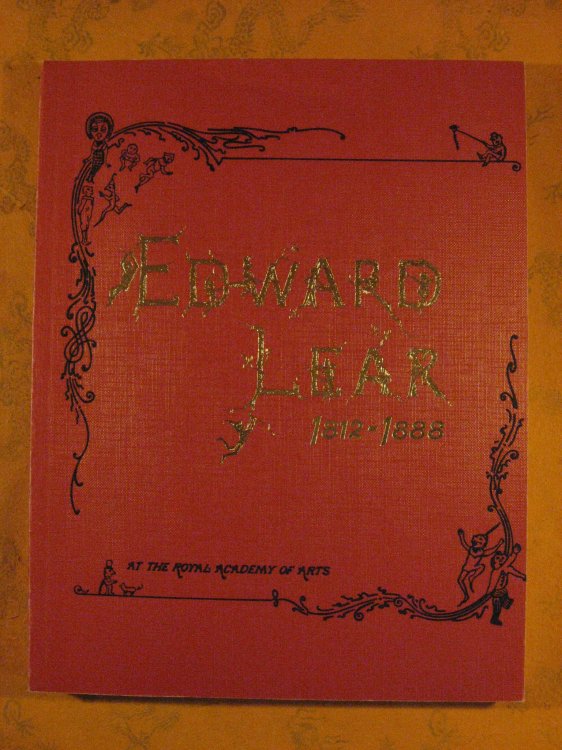 EDWARD
LEAR
1812-1888
AT THE ROYAL ACADEMY OF ARTS